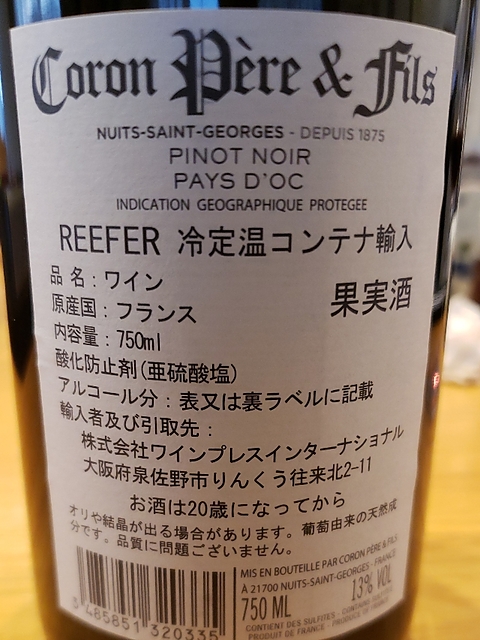 Coron Père & Fils
NUITS-SAINT-GEORGES - DEPUIS 1875
PINOT NOIR
PAYS D'OC
INDICATION GEOGRAPHIQUE PROTEGEE
REEFER 冷定温コンテナ輸入
品 名：ワイン
原産国：フランス
果実酒
内容量：750ml
酸化防止剤(亜硫酸塩)
アルコール分：表又は裏ラベルに記載
輸入者及び引取先：
株式会社ワインプレスインターナショナル
大阪府泉佐野市りんくう往来北2-11
お酒は20歳になってから
オリや結晶が出る場合があります。葡萄由来の天然成
分です。品質に問題ございません。
MIS EN BOUTEILLE PAR CORON PÈRE & FILS
À 21700 NUITS-SAINT-GEORGES - FRANCE
750 ML 13% VOL
CONTIENT DES SULFITES - CONTAINS SULFITES
PRODUIT DE FRANCE - PRODUCE OF FRANCE
3 485851 320335